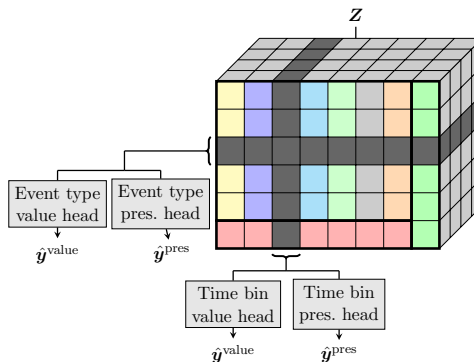 Z
Event type
value head
Event type
pres. head
ŷ^value
ŷ^pres
Time bin
value head
Time bin
pres. head
ŷ^value
ŷ^pres